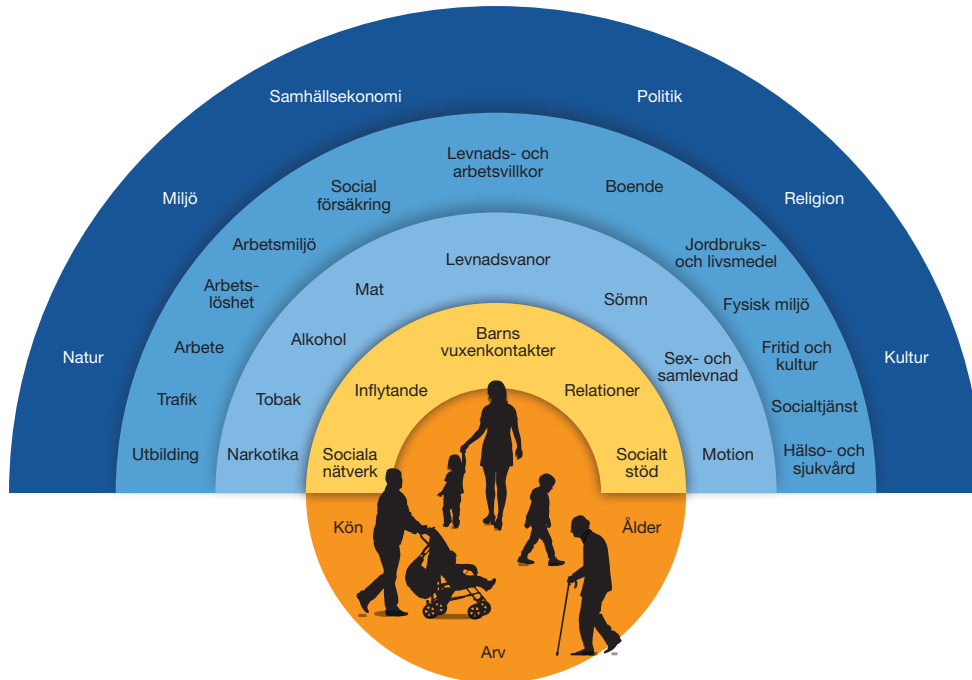 Samhällsekonomi
Politik
Miljö
Religion
Natur
Kultur
Levnads- och
arbetsvillkor
Social
försäkring
Boende
Arbetsmiljö
Jordbruks-
och livsmedel
Arbets-
löshet
Fysisk miljö
Arbete
Fritid och
kultur
Trafik
Socialtjänst
Utbildning
Hälso- och
sjukvård
Levnadsvanor
Mat
Sömn
Alkohol
Sex- och
samlevnad
Tobak
Narkotika
Motion
Barns
vuxenkontakter
Inflytande
Relationer
Sociala
nätverk
Socialt
stöd
Kön
Ålder
Arv